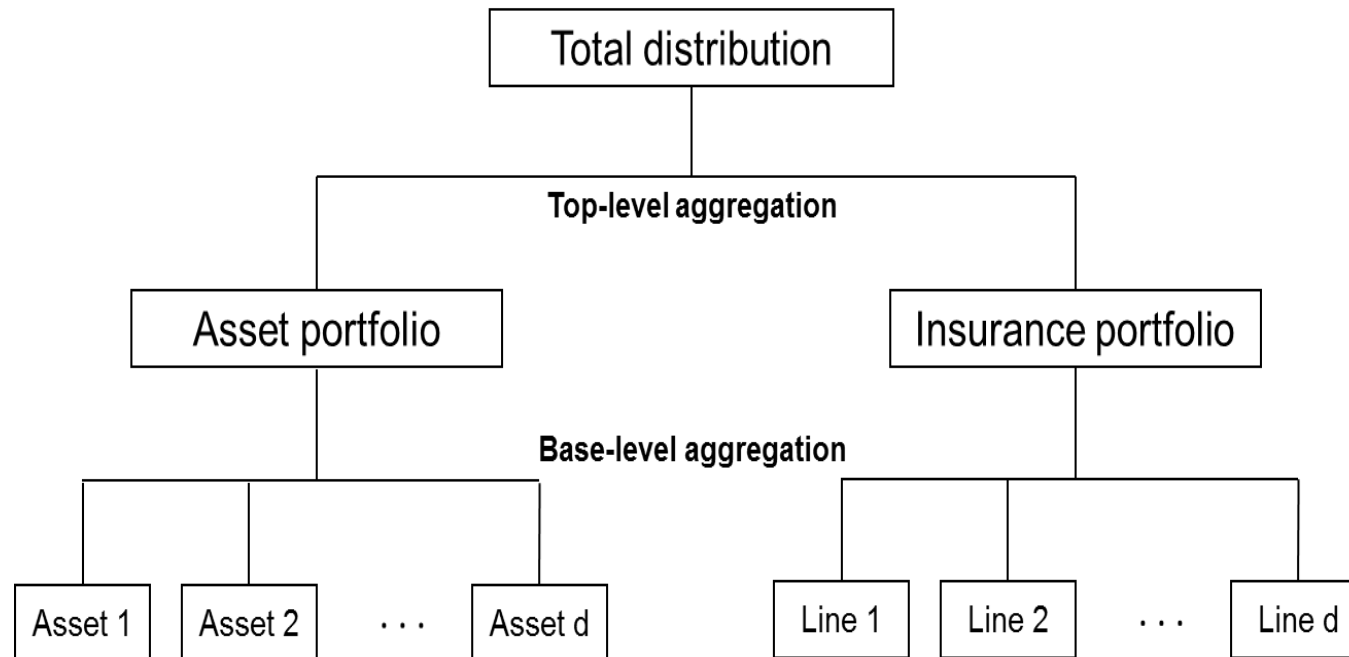 Total distribution
Top-level aggregation
Asset portfolio
Insurance portfolio
Base-level aggregation
Asset 1
Asset 2
· · ·
Asset d
Line 1
Line 2
· · ·
Line d